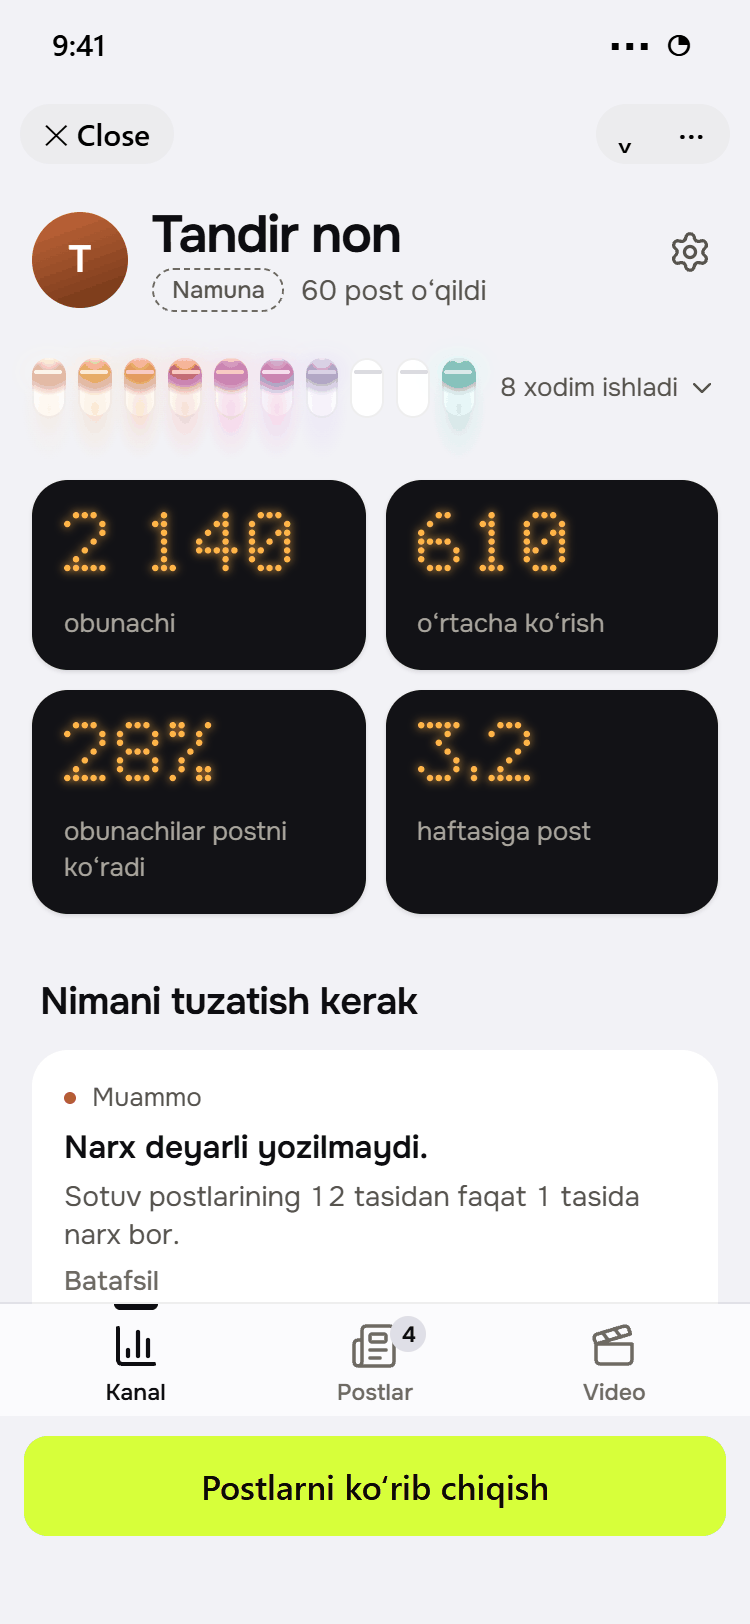 9:41
Close
T
Tandir non
Namuna
60 post o‘qildi
8 xodim ishladi
2 140
obunachi
610
o‘rtacha ko‘rish
28%
obunachilar postni
ko‘radi
3.2
haftasiga post
Nimani tuzatish kerak
Muammo
Narx deyarli yozilmaydi.
Sotuv postlarining 12 tasidan faqat 1 tasida
narx bor.
Batafsil
4
Kanal
Postlar
Video
Postlarni ko‘rib chiqish